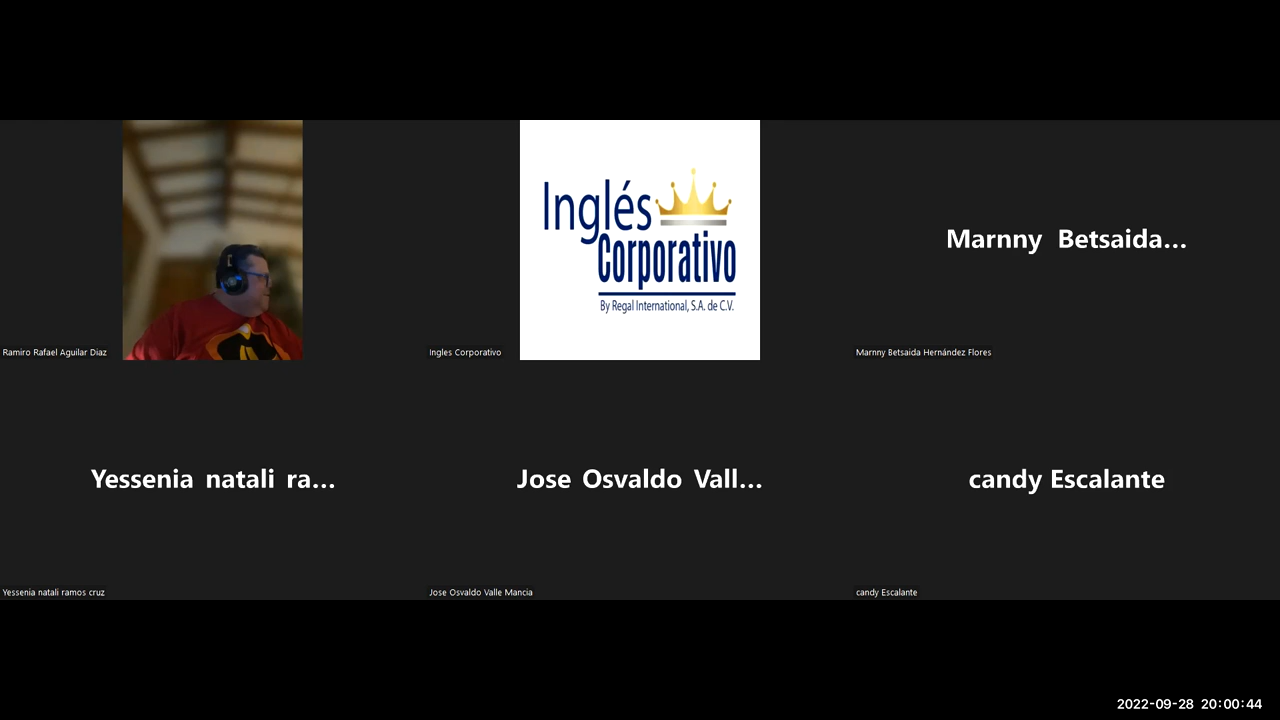 Inglés
Corporativo
By Regal International, S.A. de C.V.
Marnny Betsaida...
Ramiro Rafael Aguilar Diaz
Ingles Corporativo
Marnny Betsaida Hernández Flores
Yessenia natali ra...
Jose Osvaldo Vall...
candy Escalante
Yessenia natali ramos cruz
Jose Osvaldo Valle Mancia
candy Escalante
2022-09-28 20:00:44